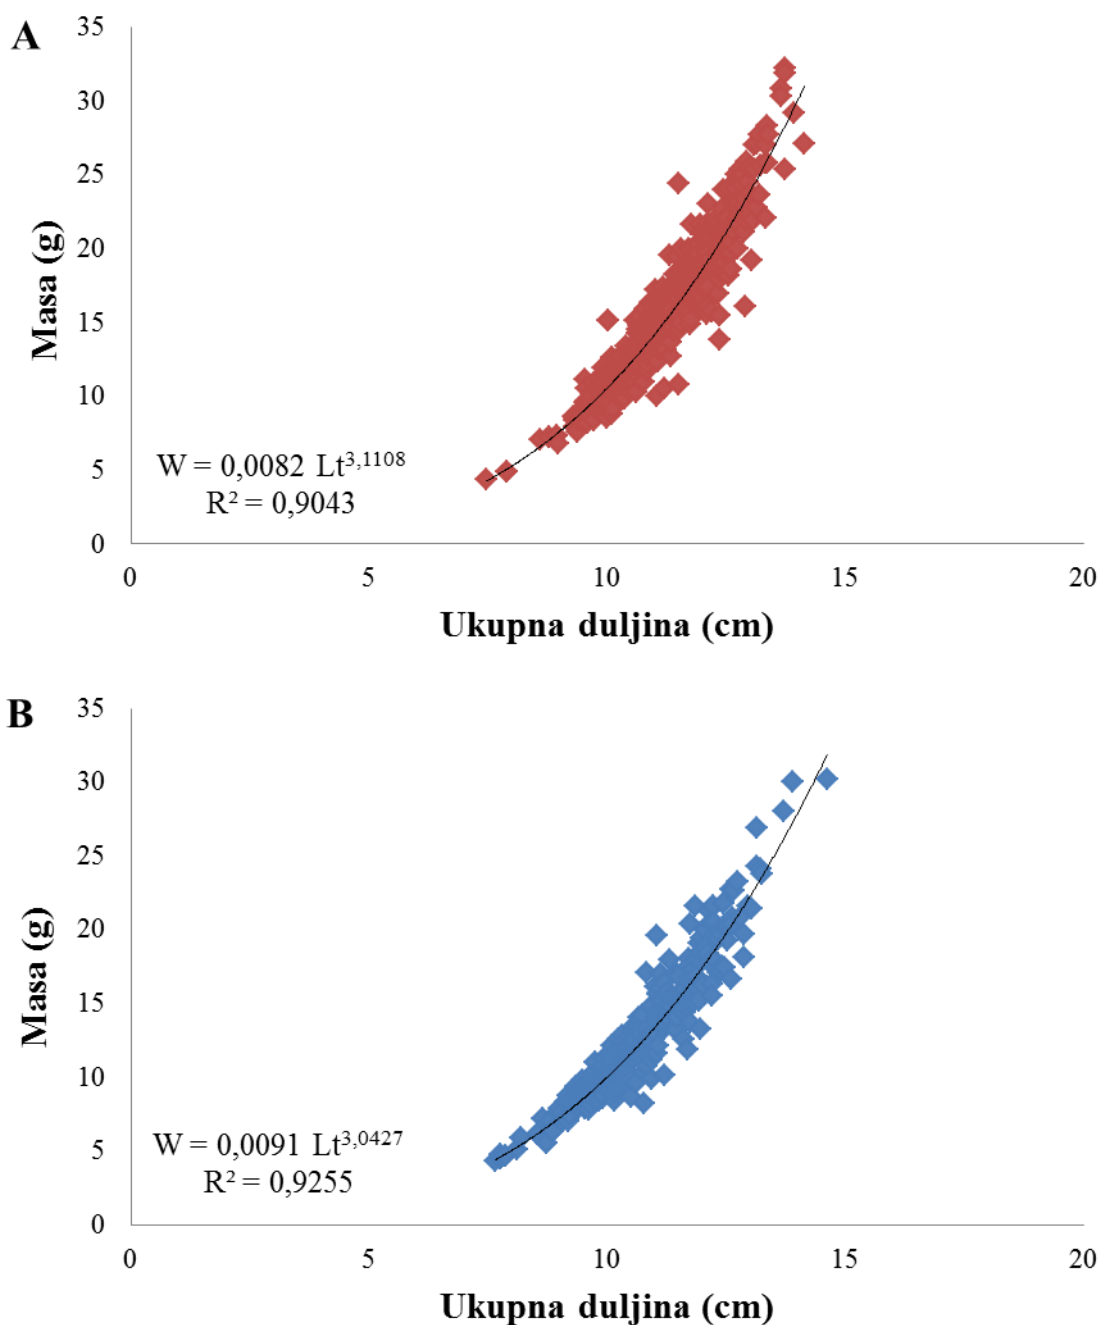 A
35
30
25
20
15
10
5
0
Masa (g)
W = 0,0082 Lt³,¹¹⁰⁸
R² = 0,9043
0 5 10 15 20
Ukupna duljina (cm)
B
35
30
25
20
15
10
5
0
Masa (g)
W = 0,0091 Lt³,⁰⁴²⁷
R² = 0,9255
0 5 10 15 20
Ukupna duljina (cm)